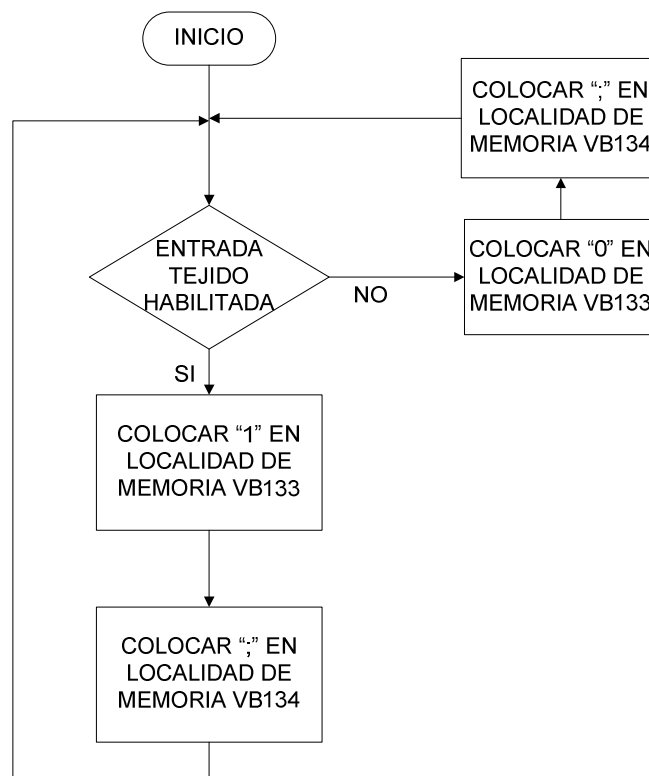 INICIO
COLOCAR “;” EN
LOCALIDAD DE
MEMORIA VB134
ENTRADA
TEJIDO
HABILITADA
NO
COLOCAR “0” EN
LOCALIDAD DE
MEMORIA VB133
SI
COLOCAR “1” EN
LOCALIDAD DE
MEMORIA VB133
COLOCAR “;” EN
LOCALIDAD DE
MEMORIA VB134